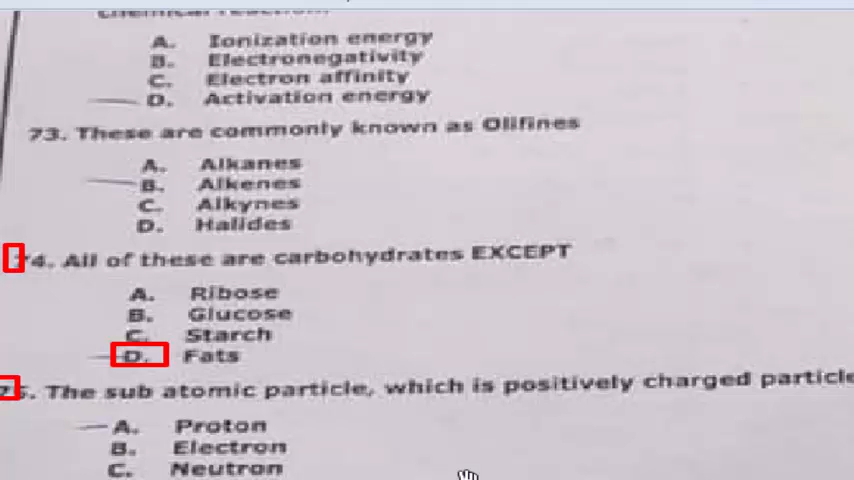 A. Ionization energy
B. Electronegativity
C. Electron affinity
D. Activation energy
73. These are commonly known as Olifines
A. Alkanes
B. Alkenes
C. Alkynes
D. Halides
74. All of these are carbohydrates EXCEPT
A. Ribose
B. Glucose
C. Starch
D. Fats
75. The sub atomic particle, which is positively charged particle
A. Proton
B. Electron
C. Neutron